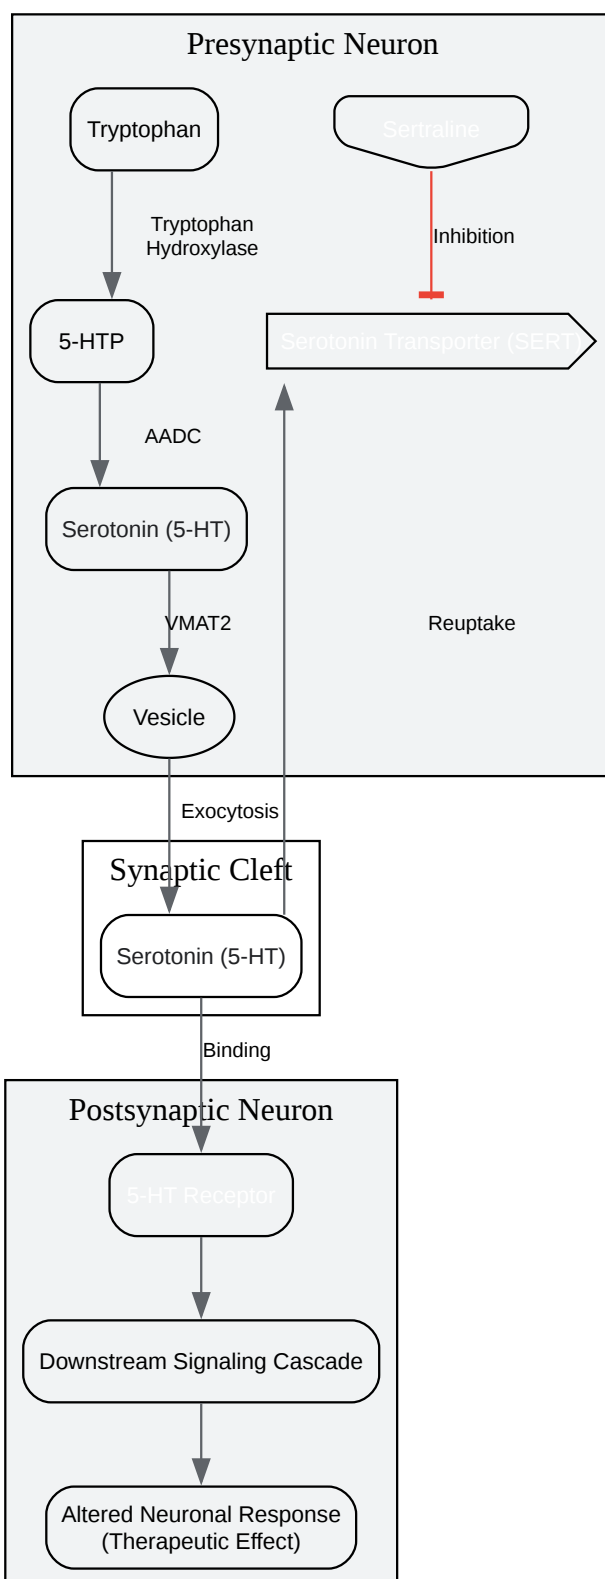 Presynaptic Neuron
Tryptophan
Sertraline
Tryptophan
Hydroxylase
Inhibition
5-HTP
Serotonin Transporter (SERT)
AADC
Serotonin (5-HT)
VMAT2
Reuptake
Vesicle
Exocytosis
Synaptic Cleft
Serotonin (5-HT)
Binding
Postsynaptic Neuron
5-HT Receptor
Downstream Signaling Cascade
Altered Neuronal Response
(Therapeutic Effect)